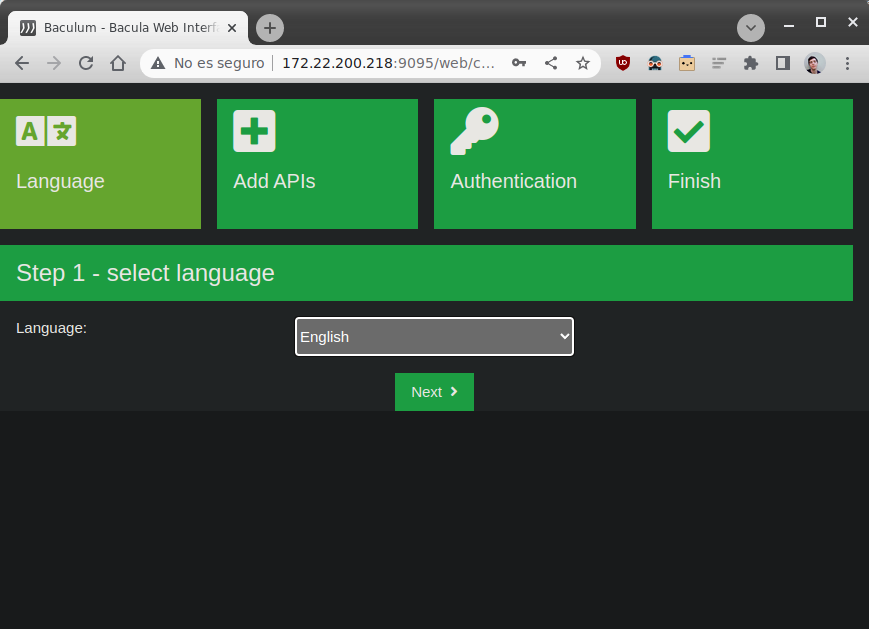 Baculum - Bacula Web Interf
No es seguro | 172.22.200.218:9095/web/c...
A 文
Language
Add APIs
Authentication
Finish
Step 1 - select language
Language:
English
Next